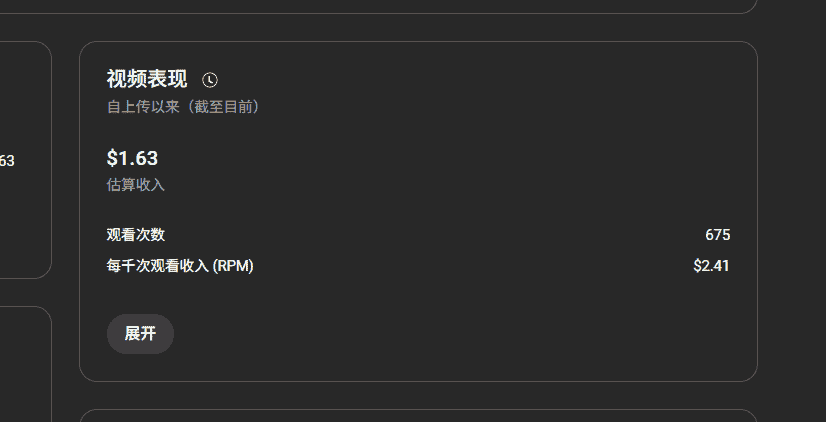 视频表现
自上传以来（截至目前）
63
$1.63
估算收入
观看次数 675
每千次观看收入 (RPM) $2.41
展开